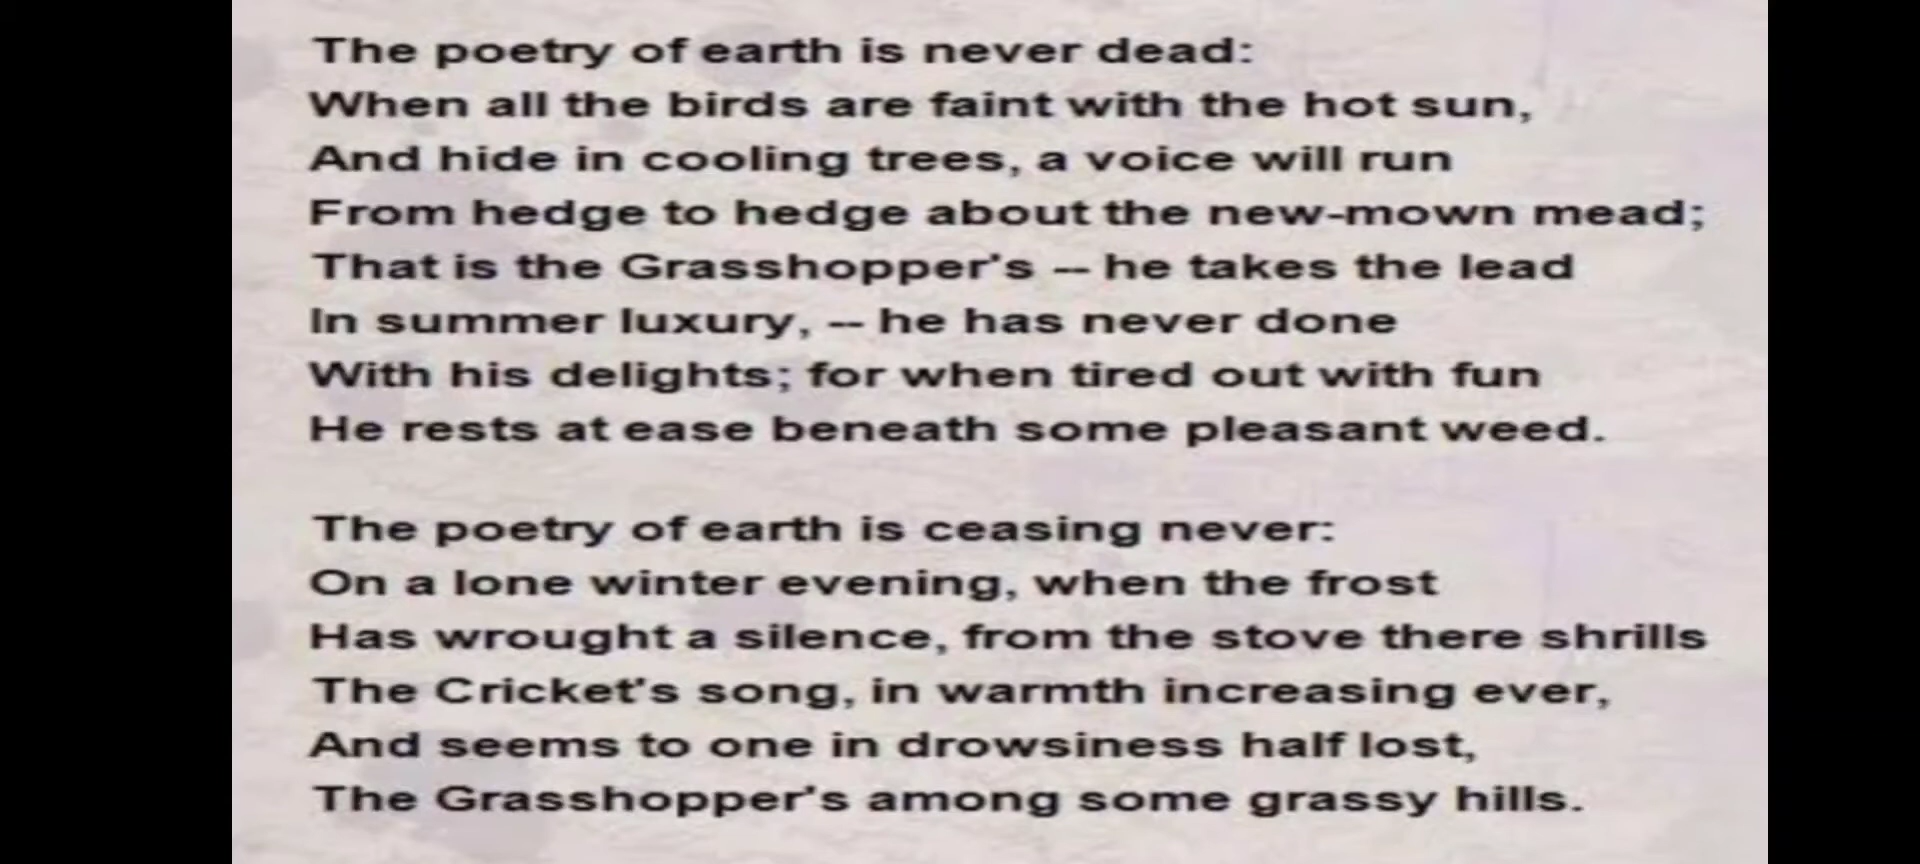 The poetry of earth is never dead:
When all the birds are faint with the hot sun,
And hide in cooling trees, a voice will run
From hedge to hedge about the new-mown mead;
That is the Grasshopper's -- he takes the lead
In summer luxury, -- he has never done
With his delights; for when tired out with fun
He rests at ease beneath some pleasant weed.
The poetry of earth is ceasing never:
On a lone winter evening, when the frost
Has wrought a silence, from the stove there shrills
The Cricket's song, in warmth increasing ever,
And seems to one in drowsiness half lost,
The Grasshopper's among some grassy hills.